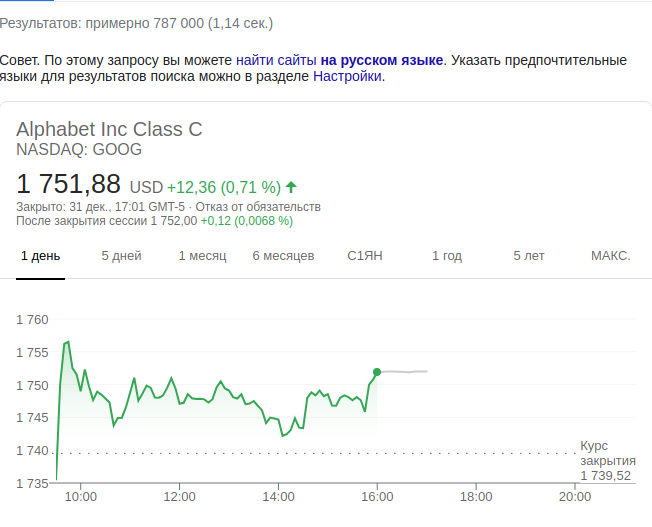 Результатов: примерно 787 000 (1,14 сек.)
Совет. По этому запросу вы можете найти сайты на русском языке. Указать предпочтительные
языки для результатов поиска можно в разделе Настройки.
Alphabet Inc Class C
NASDAQ: GOOG
1 751,88 USD +12,36 (0,71 %)
Закрыто: 31 дек., 17:01 GMT-5 · Отказ от обязательств
После закрытия сессии 1 752,00 +0,12 (0,0068 %)
1 день 5 дней 1 месяц 6 месяцев С1ЯН 1 год 5 лет МАКС.
1 760
1 755
1 750
1 745
1 740
1 735
Курс
закрытия
1 739,52
10:00 12:00 14:00 16:00 18:00 20:00